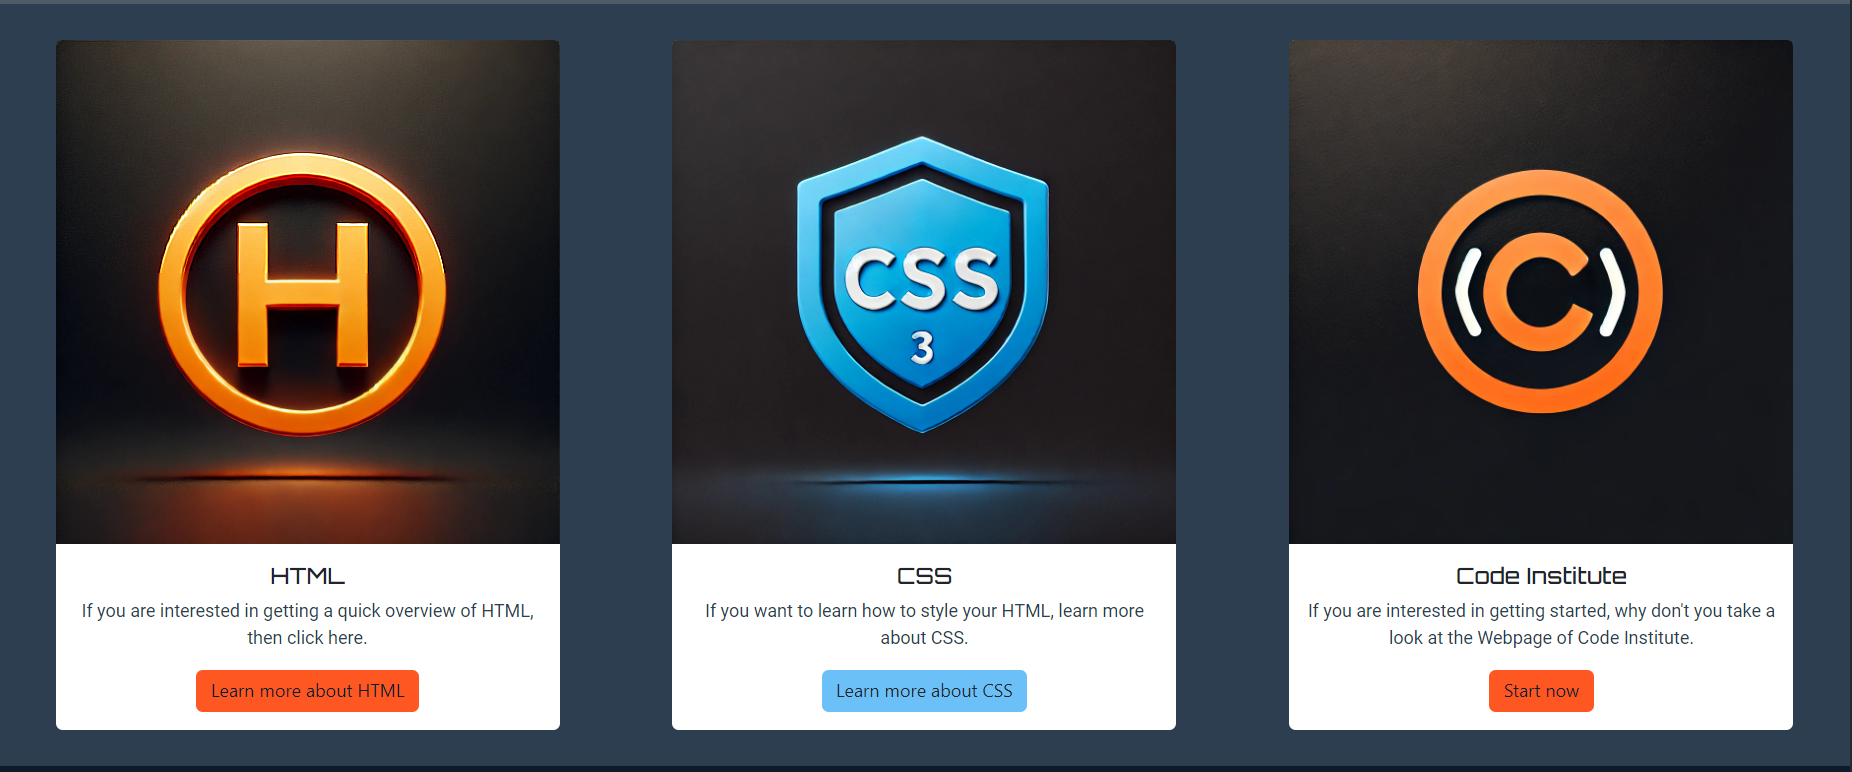 H
CSS
3
(C)
HTML
If you are interested in getting a quick overview of HTML,
then click here.
Learn more about HTML
CSS
If you want to learn how to style your HTML, learn more
about CSS.
Learn more about CSS
Code Institute
If you are interested in getting started, why don't you take a
look at the Webpage of Code Institute.
Start now